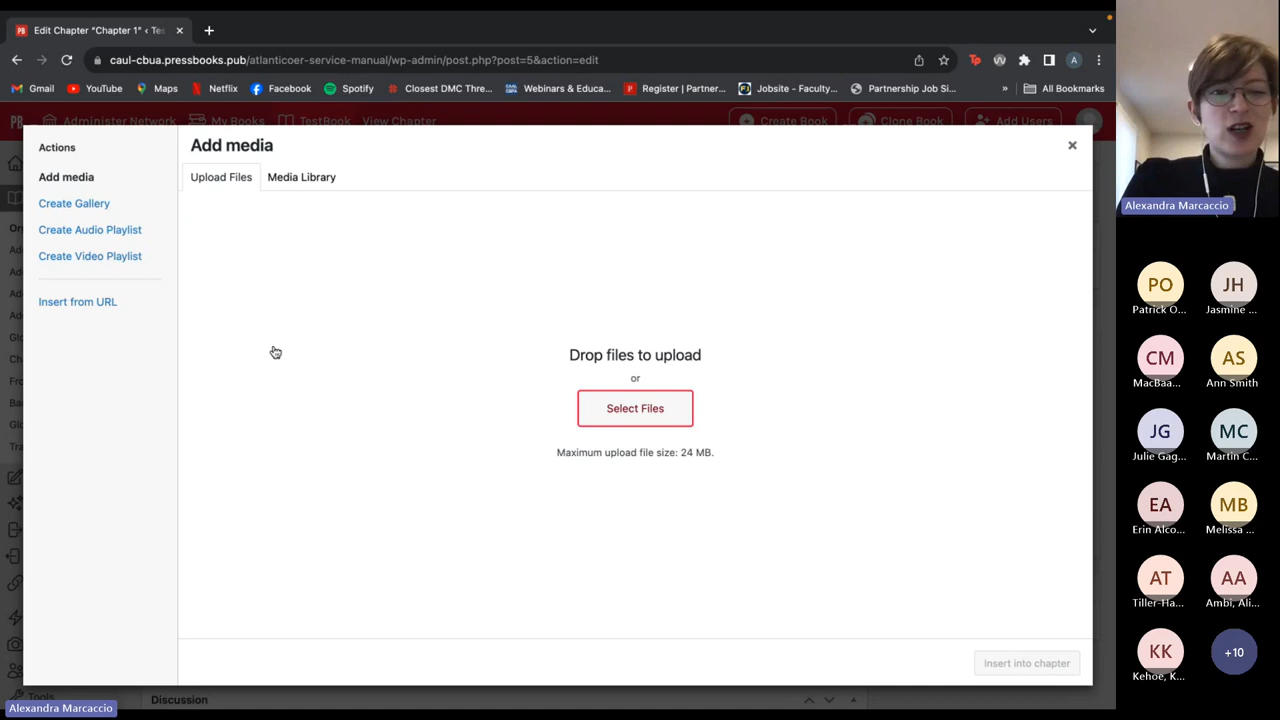 Edit Chapter "Chapter 1" ‹ Tes
caul-cbua.pressbooks.pub/atlanticoer-service-manual/wp-admin/post.php?post=5&action=edit
A
Gmail YouTube Maps Netflix Facebook Spotify Closest DMC Thre... Webinars & Educa... Register | Partner... Jobsite - Faculty... Partnership Job Si... » All Bookmarks
PB Administer Network My Books TestBook View Chapter Create Book Clone Book Add Users
Actions
Add media
Create Gallery
Create Audio Playlist
Create Video Playlist
Insert from URL
Add media
Upload Files Media Library
Drop files to upload
or
Select Files
Maximum upload file size: 24 MB.
Insert into chapter
Tools
Discussion
Alexandra Marcaccio
Alexandra Marcaccio
PO JH
Patrick O... Jasmine ...
CM AS
MacBaa... Ann Smith
JG MC
Julie Gag... Martin C...
EA MB
Erin Alco... Melissa ...
AT AA
Tiller-Ha... Ambi, Ali...
KK +10
Kehoe, K...